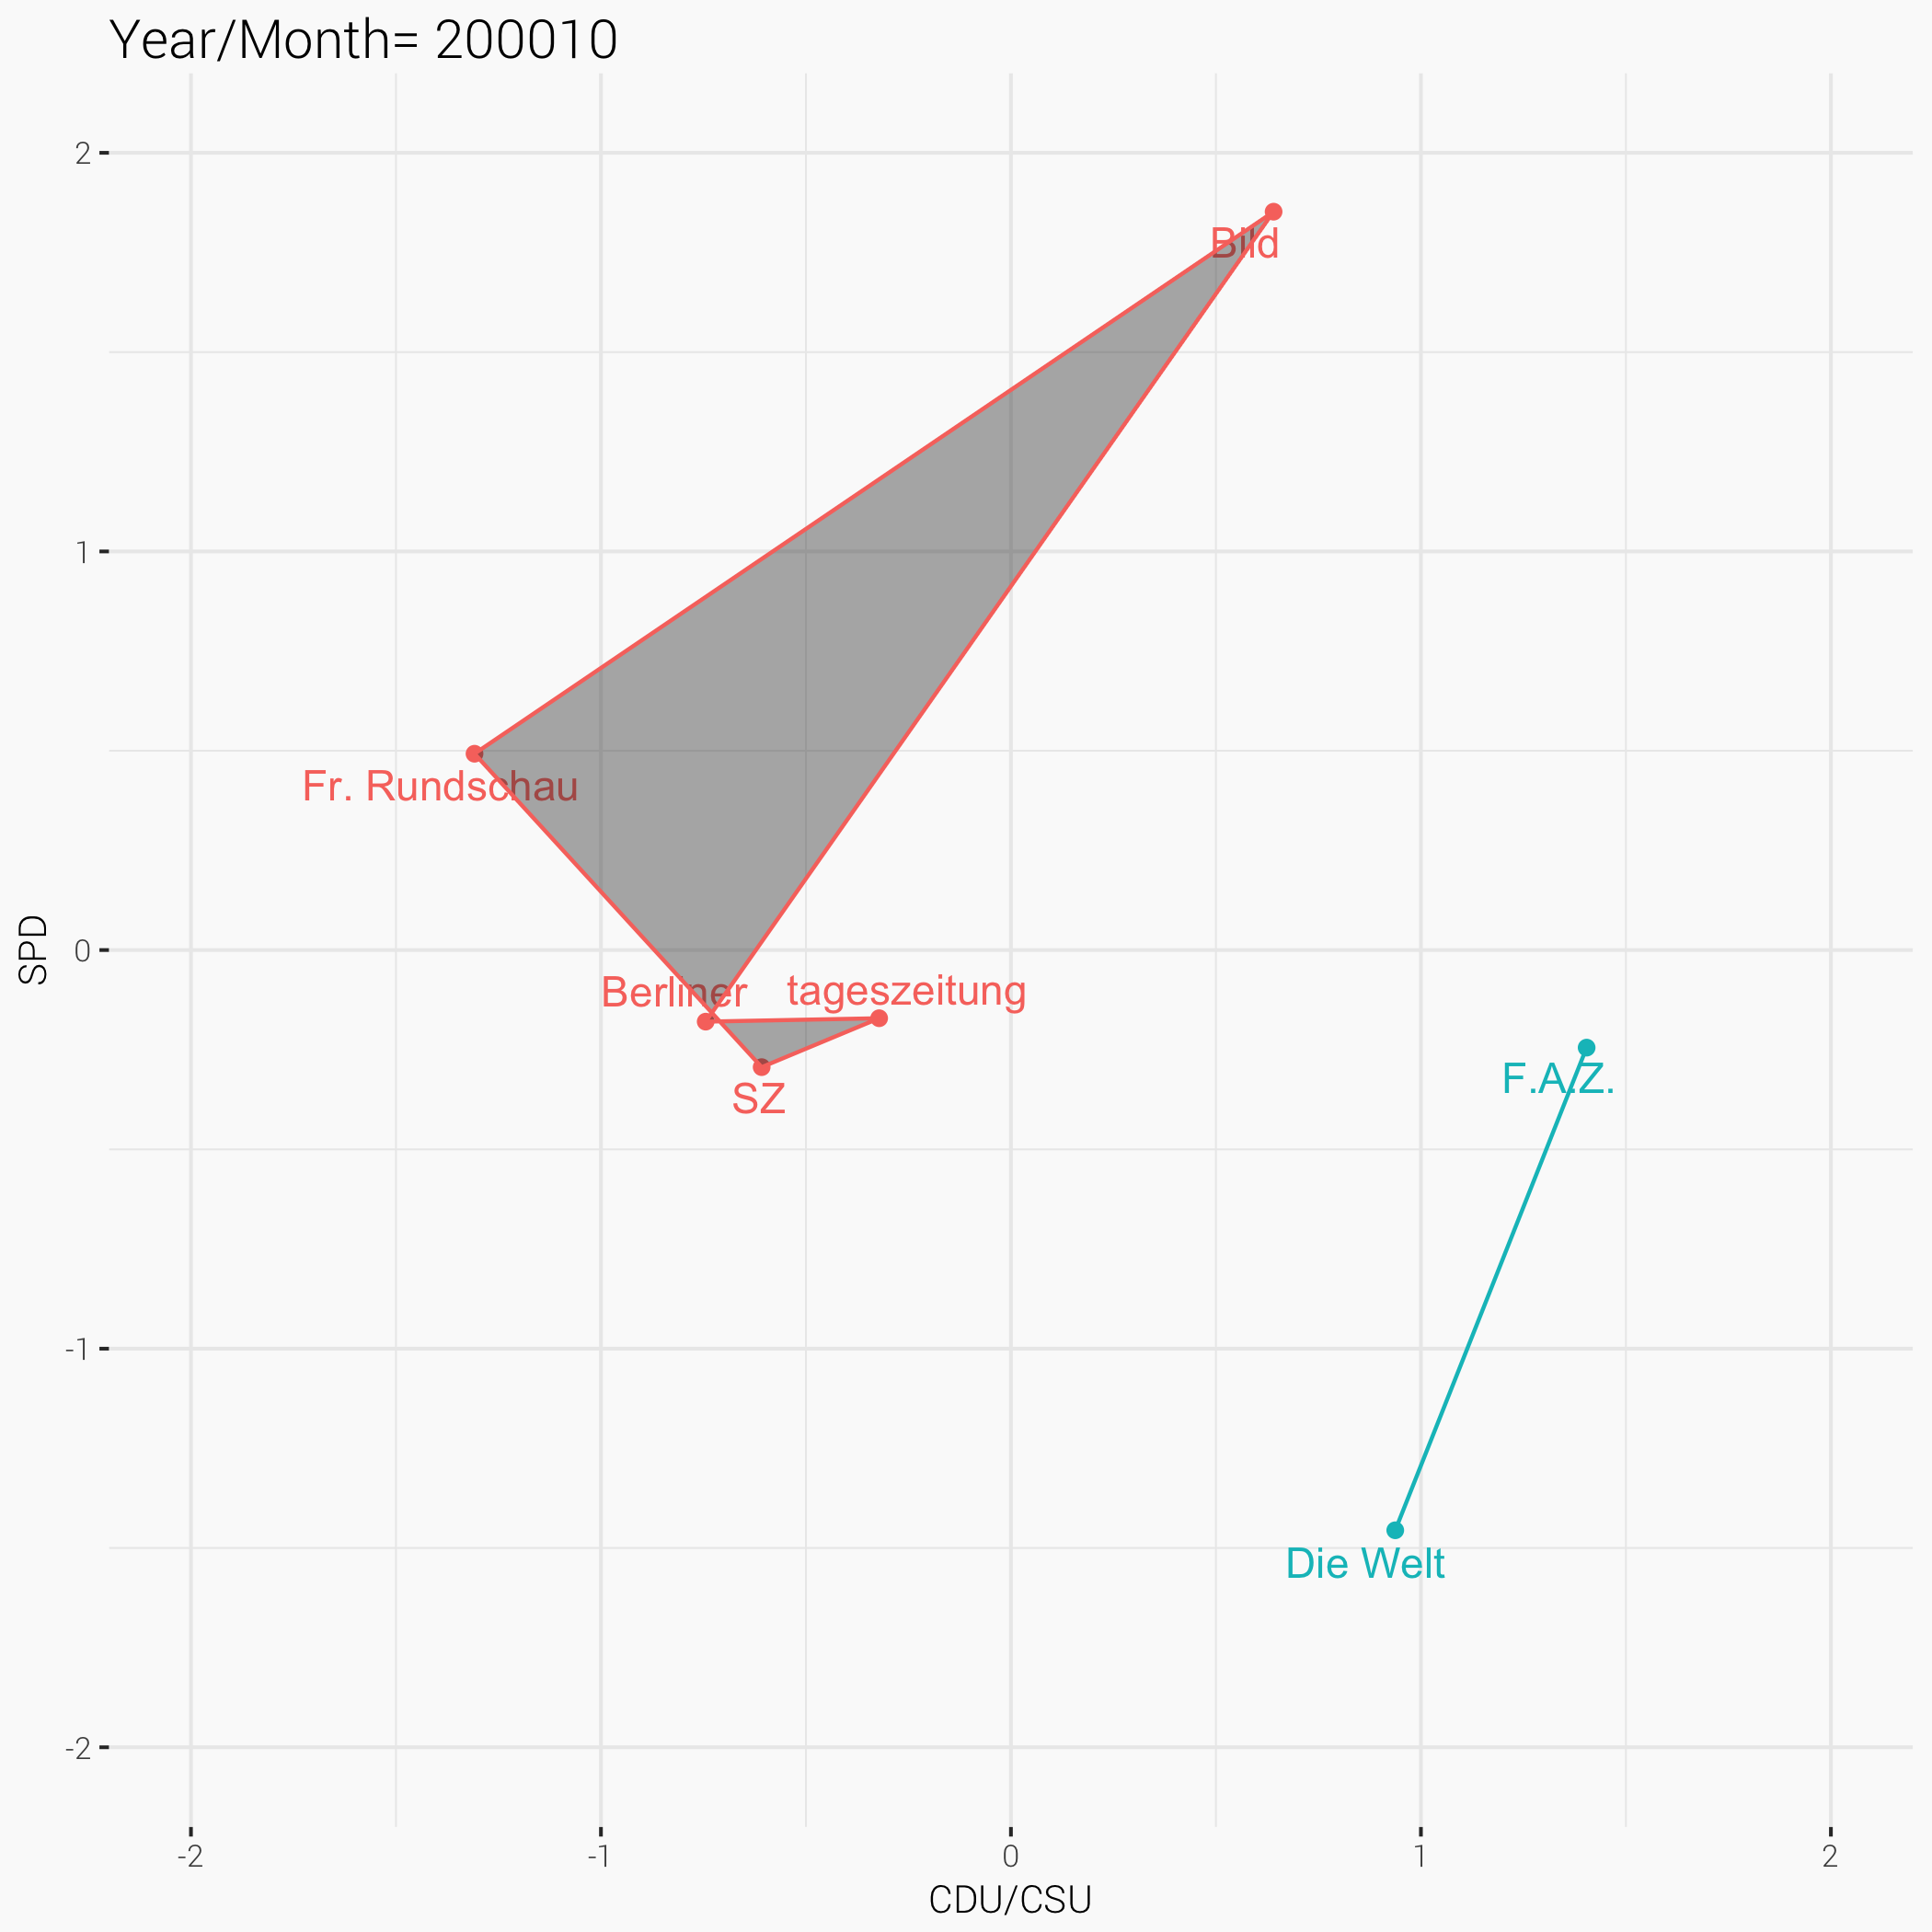 Year/Month= 200010
2
Bild
1
Fr. Rundschau
0
SPD
Berliner
tageszeitung
F.A.Z.
SZ
-1
Die Welt
-2
-2
-1
0
1
2
CDU/CSU